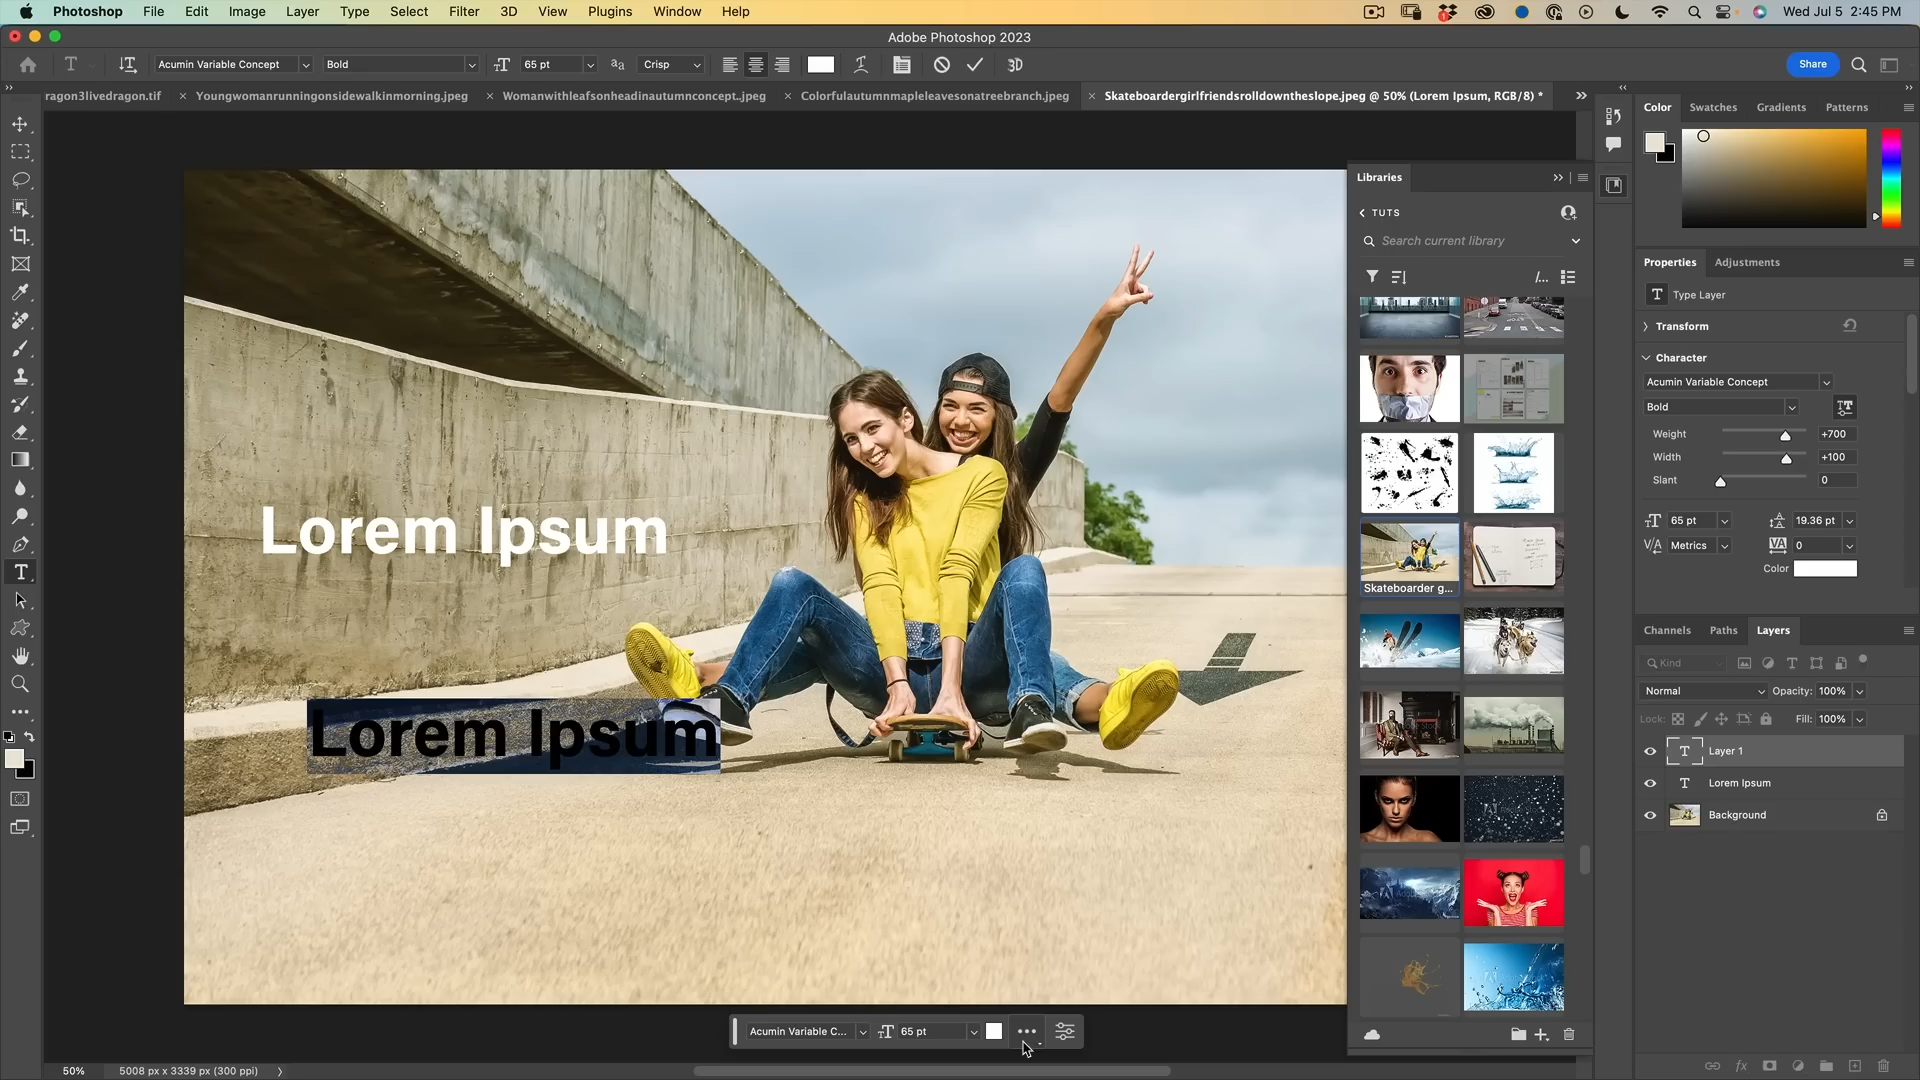 Photoshop File Edit Image Layer Type Select Filter 3D View Plugins Window Help Wed Jul 5 2:45 PM
Adobe Photoshop 2023
Acumin Variable Concept Bold 65 pt Crisp 3D Share
ragon3livedragon.tif Youngwomanrunningonsidewalkinmorning.jpeg Womanwithleafsonheadinautumnconcept..jpeg Colorfulautumnmapleleavesonatreebranch.jpeg Skateboardergirlfriendsrolldowntheslope.jpeg @ 50% (Lorem Ipsum, RGB/8) *
Color Swatches Gradients Patterns
Libraries
TUTS
Search current library
Properties Adjustments
Type Layer
Transform
Character
Acumin Variable Concept
Bold
Weight +700
Width +100
Slant 0
65 pt 19.36 pt
Metrics 0
Color
Lorem Ipsum
Skateboarder g...
Lorem Ipsum
Channels Paths Layers
Kind
Normal Opacity: 100%
Lock: Fill: 100%
Layer 1
Lorem Ipsum
Background
Acumin Variable C... 65 pt
50% 5008 px x 3339 px (300 ppi)